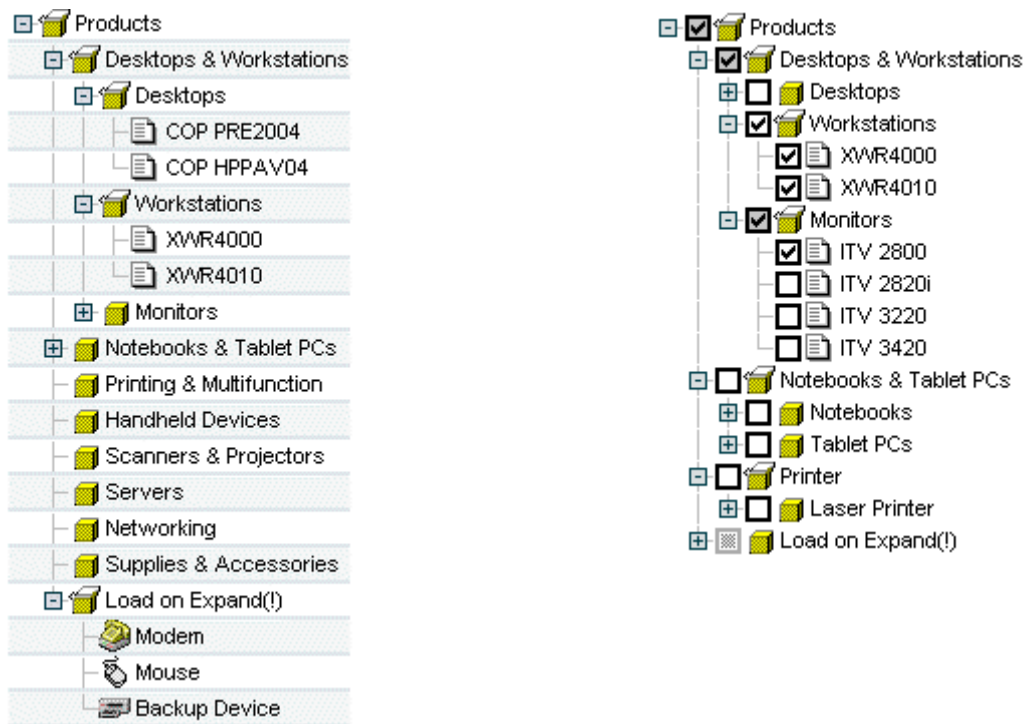 Products
Desktops & Workstations
Desktops
COP PRE2004
COP HPPAV04
Workstations
XWR4000
XWR4010
Monitors
Notebooks & Tablet PCs
Printing & Multifunction
Handheld Devices
Scanners & Projectors
Servers
Networking
Supplies & Accessories
Load on Expand(!)
Modem
Mouse
Backup Device
Products
Desktops & Workstations
Desktops
Workstations
XWR4000
XWR4010
Monitors
ITV 2800
ITV 2820i
ITV 3220
ITV 3420
Notebooks & Tablet PCs
Notebooks
Tablet PCs
Printer
Laser Printer
Load on Expand(!)